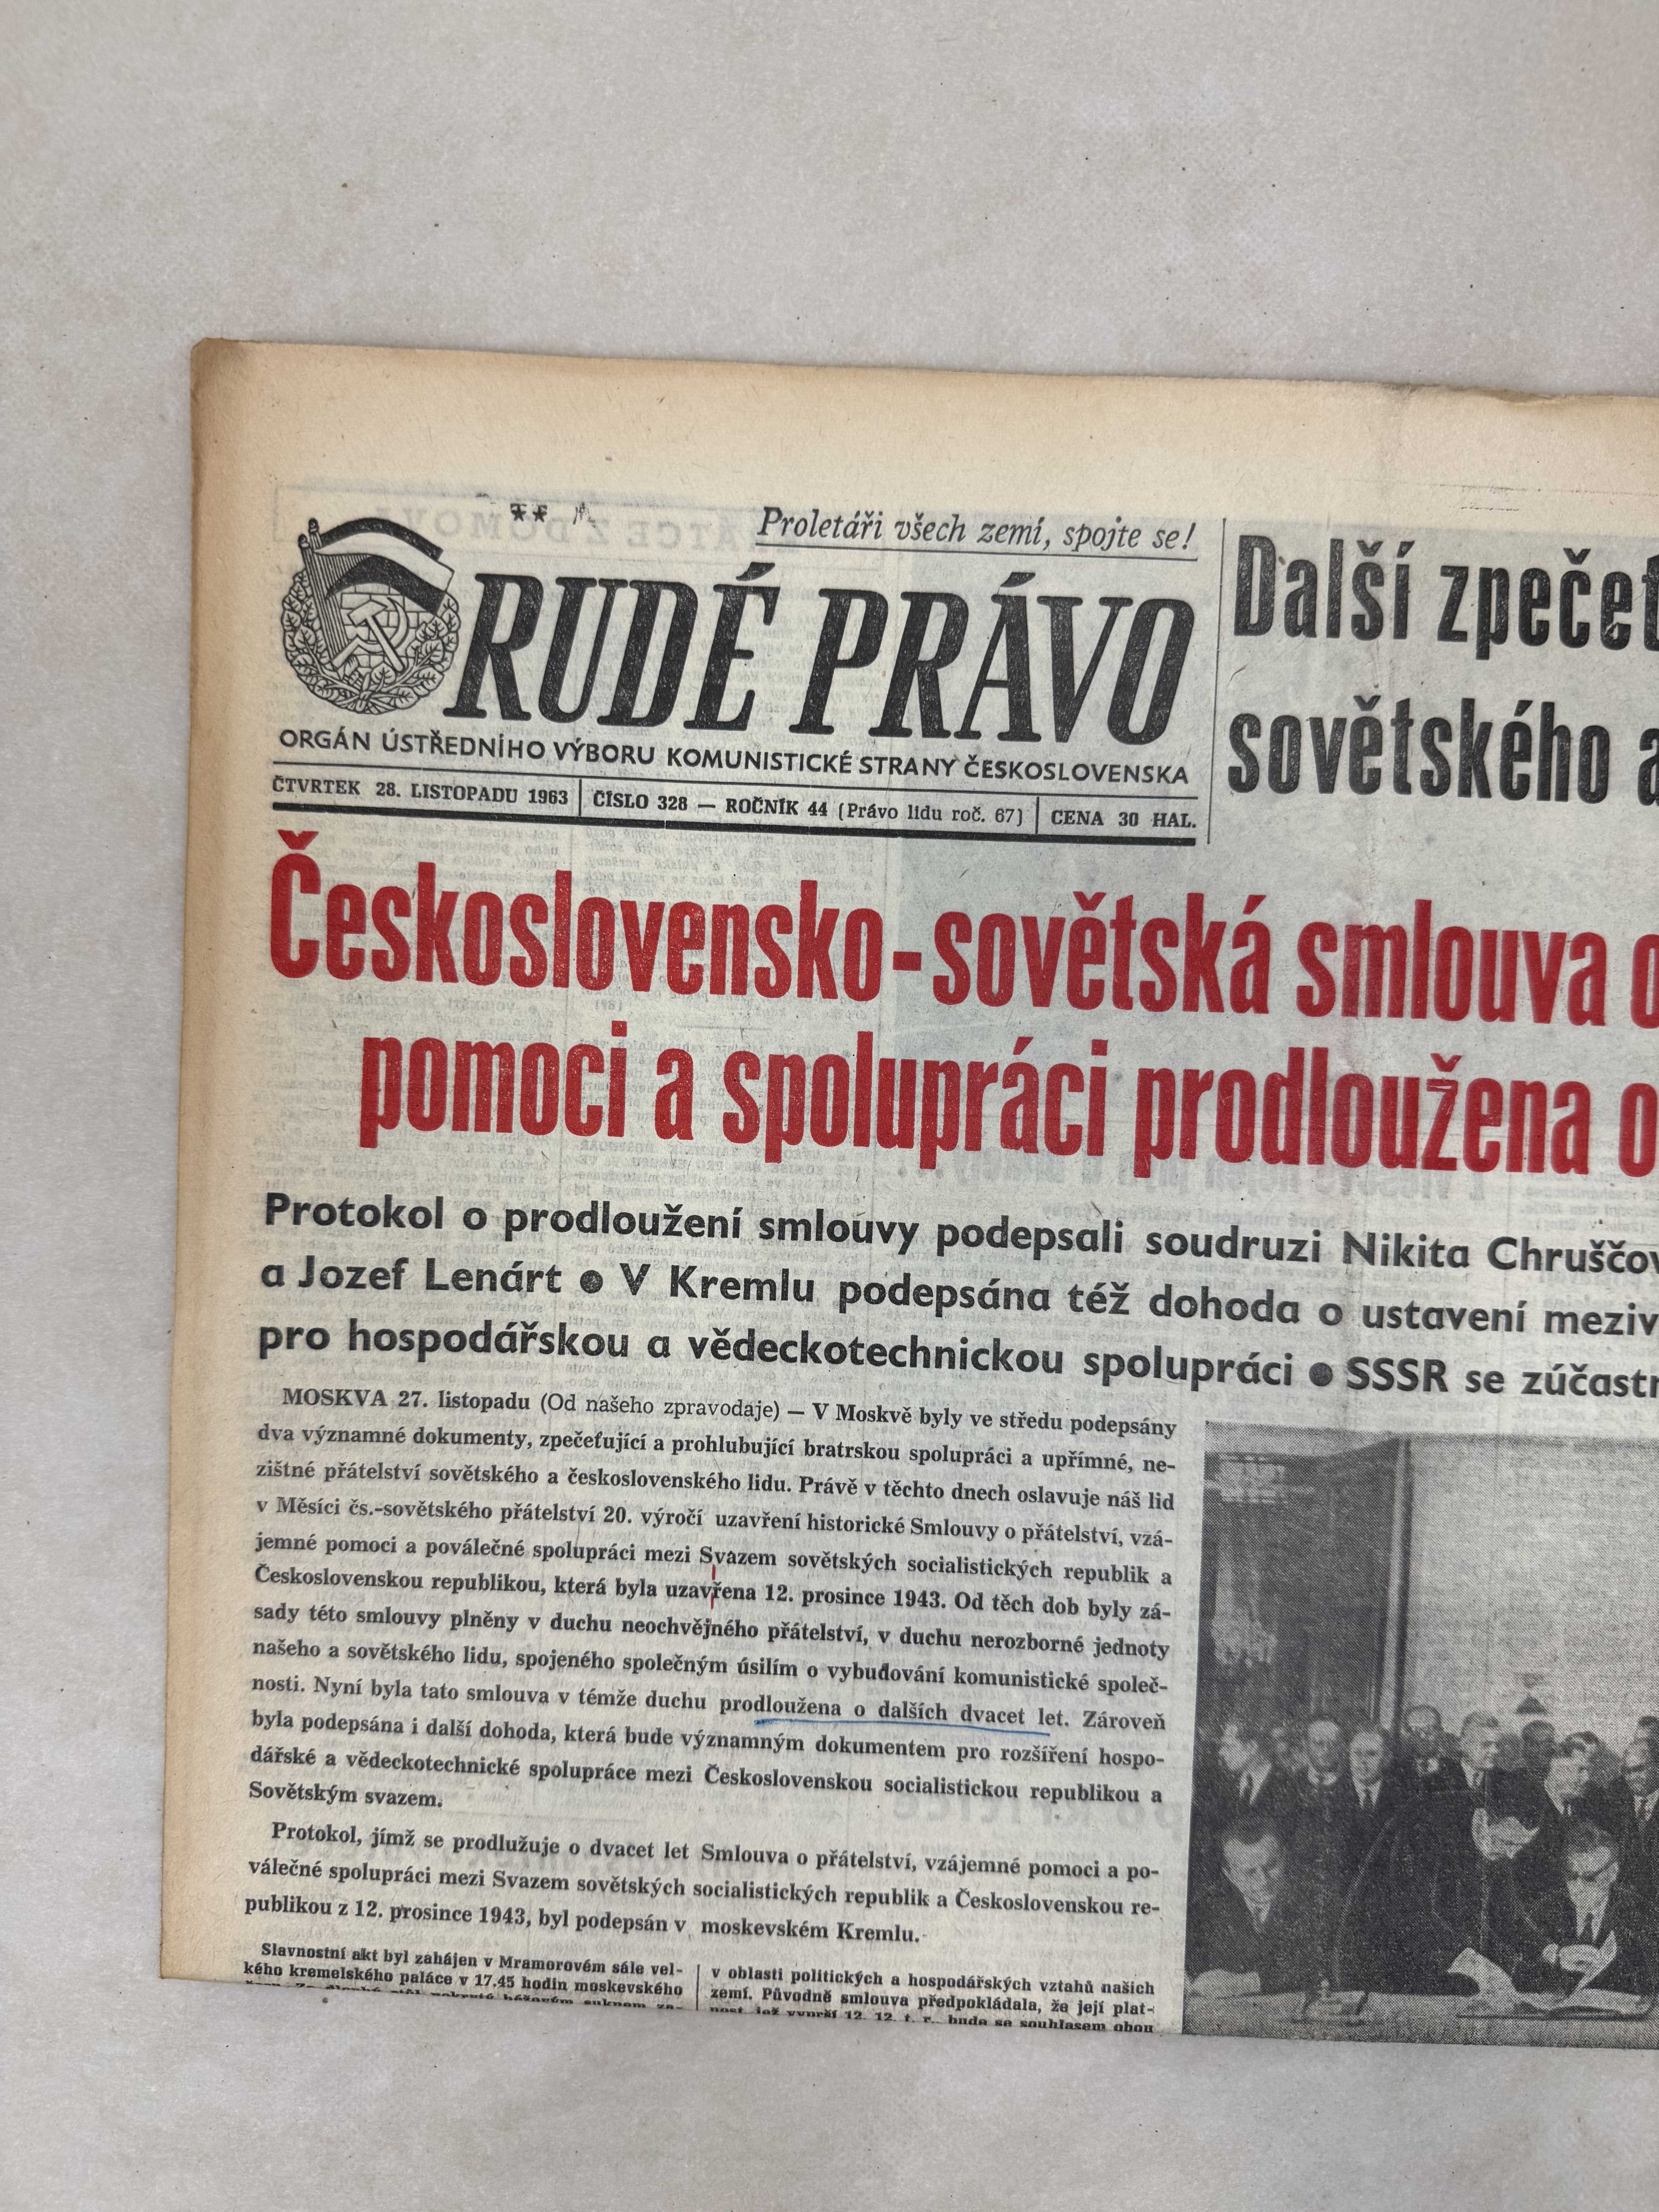 **
Proletáři všech zemí, spojte se!
RUDÉ PRÁVO
ORGÁN ÚSTŘEDNÍHO VÝBORU KOMUNISTICKÉ STRANY ČESKOSLOVENSKA
ČTVRTEK 28. LISTOPADU 1963 ČÍSLO 328 — ROČNÍK 44 (Právo lidu roč. 67) CENA 30 HAL.
Další zpečeť
sovětského a
Československo-sovětská smlouva o
pomoci a spolupráci prodloužena o
Protokol o prodloužení smlouvy podepsali soudruzi Nikita Chruščov
a Jozef Lenárt ● V Kremlu podepsána též dohoda o ustavení meziv
pro hospodářskou a vědeckotechnickou spolupráci ● SSSR se zúčastn
MOSKVA 27. listopadu (Od našeho zpravodaje) — V Moskvě byly ve středu podepsány
dva významné dokumenty, zpečeťující a prohlubující bratrskou spolupráci a upřímné, ne-
zištné přátelství sovětského a československého lidu. Právě v těchto dnech oslavuje náš lid
v Měsíci čs.-sovětského přátelství 20. výročí uzavření historické Smlouvy o přátelství, vzá-
jemné pomoci a poválečné spolupráci mezi Svazem sovětských socialistických republik a
Československou republikou, která byla uzavřena 12. prosince 1943. Od těch dob byly zá-
sady této smlouvy plněny v duchu neochvějného přátelství, v duchu nerozborné jednoty
našeho a sovětského lidu, spojeného společným úsilím o vybudování komunistické společ-
nosti. Nyní byla tato smlouva v témže duchu prodloužena o dalších dvacet let. Zároveň
byla podepsána i další dohoda, která bude významným dokumentem pro rozšíření hospo-
dářské a vědeckotechnické spolupráce mezi Československou socialistickou republikou a
Sovětským svazem.
Protokol, jímž se prodlužuje o dvacet let Smlouva o přátelství, vzájemné pomoci a po-
válečné spolupráci mezi Svazem sovětských socialistických republik a Československou re-
publikou z 12. prosince 1943, byl podepsán v moskevském Kremlu.
Slavnostní akt byl zahájen v Mramorovém sále vel-
kého kremelského paláce v 17.45 hodin moskevského
v oblasti politických a hospodářských vztahů našich
zemí. Původně smlouva předpokládala, že její plat-
nost, jež vyprší 12. 12. t. r., bude se souhlasem obou